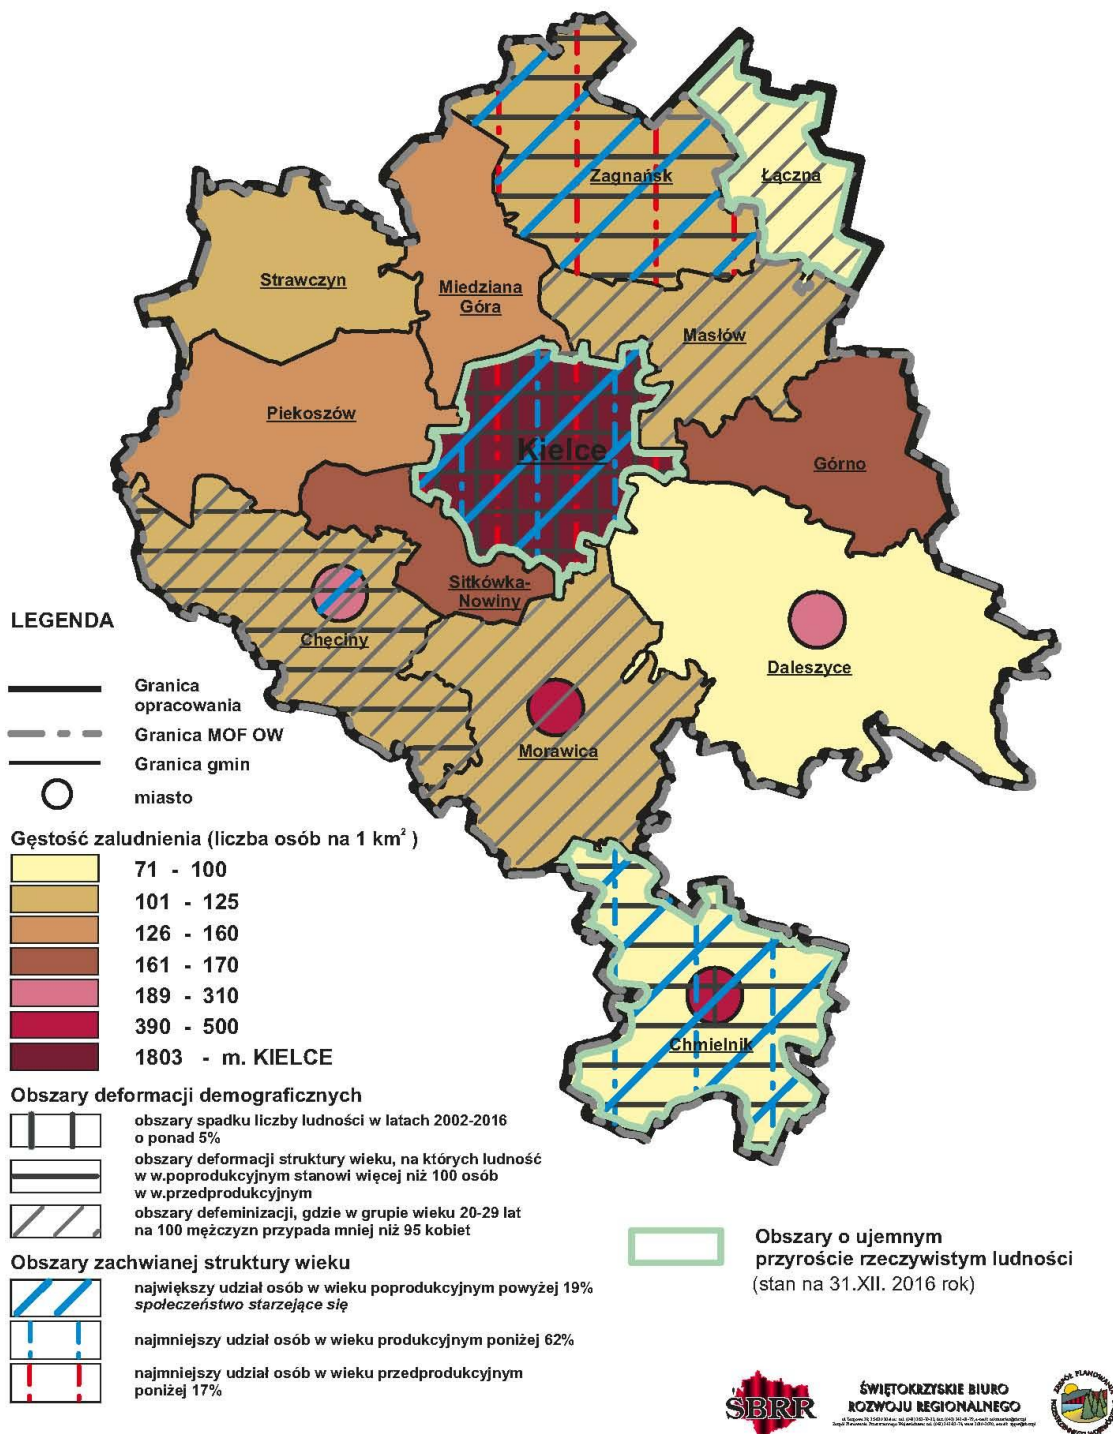 Zagnańsk
Łączna
Strawczyn
Miedziana
Góra
Masłów
Piekoszów
Kielce
Górno
Sitkówka-
Nowiny
Chęciny
Daleszyce
Morawica
Chmielnik
LEGENDA
Granica
opracowania
Granica MOF OW
Granica gmin
miasto
Gęstość zaludnienia (liczba osób na 1 km²)
71 - 100
101 - 125
126 - 160
161 - 170
189 - 310
390 - 500
1803 - m. KIELCE
Obszary deformacji demograficznych
obszary spadku liczby ludności w latach 2002-2016
o ponad 5%
obszary deformacji struktury wieku, na których ludność
w w.poprodukcyjnym stanowi więcej niż 100 osób
w w.przedprodukcyjnym
obszary defeminizacji, gdzie w grupie wieku 20-29 lat
na 100 mężczyzn przypada mniej niż 95 kobiet
Obszary zachwianej struktury wieku
największy udział osób w wieku poprodukcyjnym powyżej 19%
społeczeństwo starzejące się
najmniejszy udział osób w wieku produkcyjnym poniżej 62%
najmniejszy udział osób w wieku przedprodukcyjnym
poniżej 17%
Obszary o ujemnym
przyroście rzeczywistym ludności
(stan na 31.XII. 2016 rok)
SBRR
ŚWIĘTOKRZYSKIE BIURO
ROZWOJU REGIONALNEGO